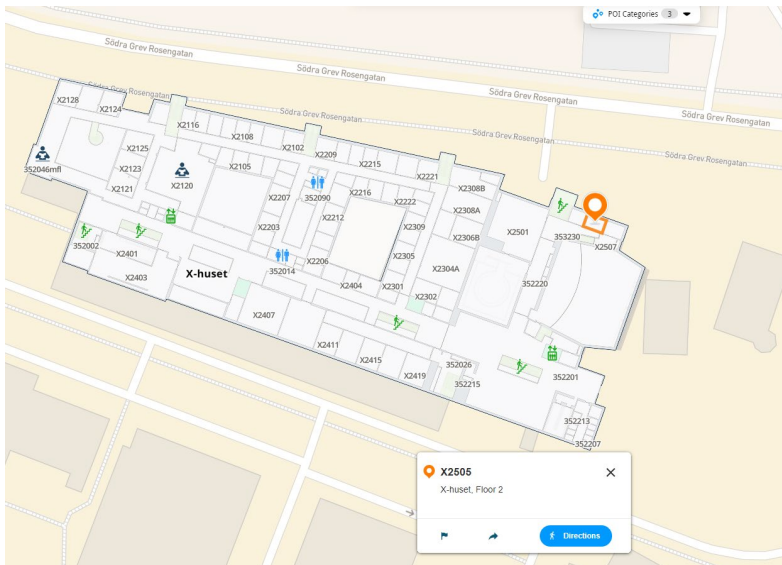 POI Categories 3
Södra Grev Rosengatan
Södra Grev Rosengatan
Södra Grev Rosengatan
Södra Grev Rosengatan
Södra Grev Rosengatan
Södra Grev Rosengatan
Södra Grev Rosengatan
X2128
X2124
X2116
X2108
X2102
X2209
X2215
X2221
X2125
X2123
X2121
352046mfl
X2120
X2105
X2207
352090
X2216
X2222
X2308B
X2308A
X2306B
X2501
353230
X2507
X2212
X2203
X2309
X2305
X2206
X2304A
352220
352002
X2401
X2403
X-huset
352014
X2404
X2301
X2302
X2407
X2411
X2415
X2419
352026
352215
352201
352213
352207
X2505
X-huset, Floor 2
Directions